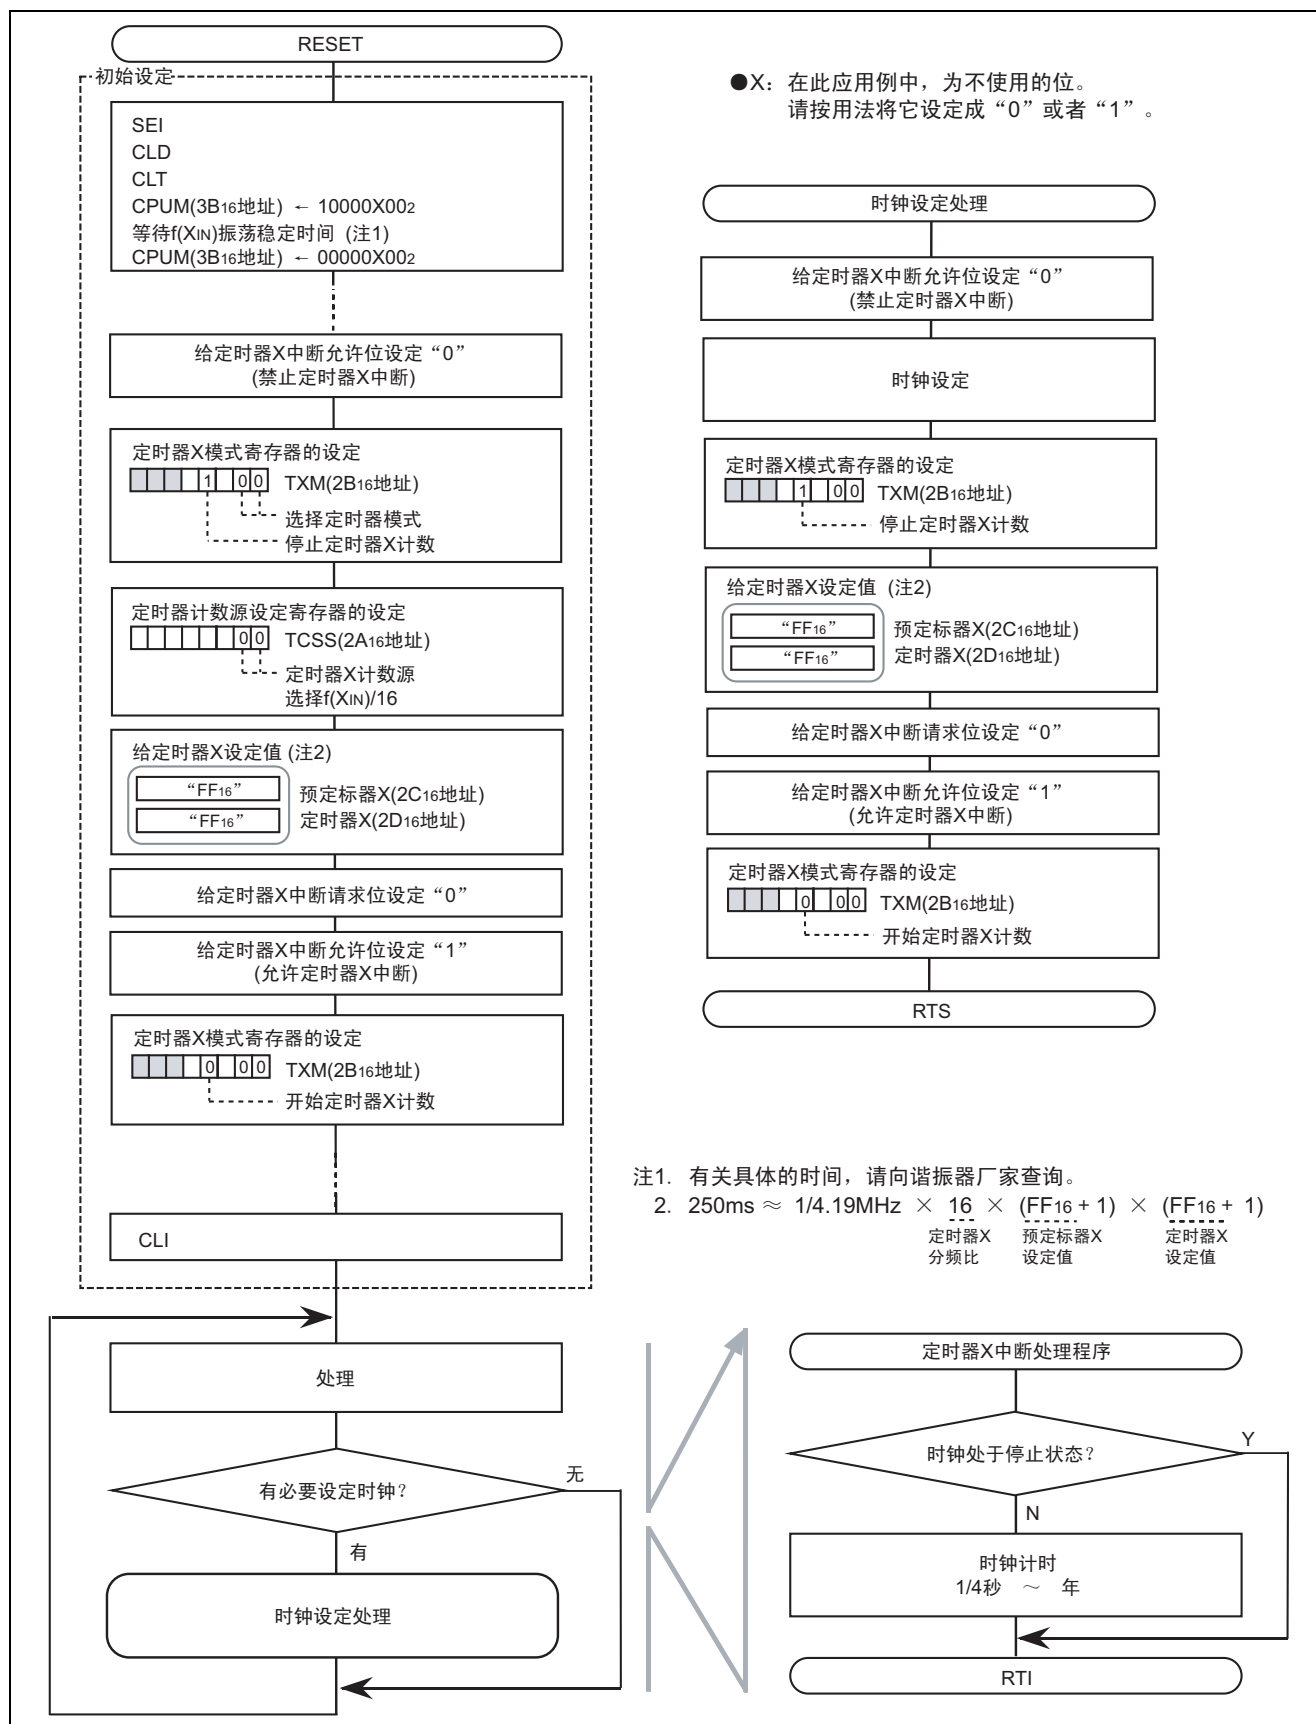 RESET
初始设定
SEI
CLD
CLT
CPUM(3B16地址) ← 10000X002
等待f(XIN)振荡稳定时间 (注1)
CPUM(3B16地址) ← 00000X002
给定时器X中断允许位设定“0”
(禁止定时器X中断)
定时器X模式寄存器的设定
1 0 0 TXM(2B16地址)
选择定时器模式
停止定时器X计数
定时器计数源设定寄存器的设定
0 0 TCSS(2A16地址)
定时器X计数源
选择f(XIN)/16
给定时器X设定值 (注2)
“FF16” 预定标器X(2C16地址)
“FF16” 定时器X(2D16地址)
给定时器X中断请求位设定“0”
给定时器X中断允许位设定“1”
(允许定时器X中断)
定时器X模式寄存器的设定
0 0 0 TXM(2B16地址)
开始定时器X计数
CLI
处理
有必要设定时钟?
无
有
时钟设定处理
●X: 在此应用例中，为不使用的位。
请按用法将它设定成“0”或者“1”。
时钟设定处理
给定时器X中断允许位设定“0”
(禁止定时器X中断)
时钟设定
定时器X模式寄存器的设定
1 0 0 TXM(2B16地址)
停止定时器X计数
给定时器X设定值 (注2)
“FF16” 预定标器X(2C16地址)
“FF16” 定时器X(2D16地址)
给定时器X中断请求位设定“0”
给定时器X中断允许位设定“1”
(允许定时器X中断)
定时器X模式寄存器的设定
0 0 0 TXM(2B16地址)
开始定时器X计数
RTS
注1. 有关具体的时间，请向谐振器厂家查询。
2. 250ms ≈ 1/4.19MHz × 16 × (FF16 + 1) × (FF16 + 1)
定时器X 预定标器X 定时器X
分频比 设定值 设定值
定时器X中断处理程序
时钟处于停止状态?
Y
N
时钟计时
1/4秒 ～ 年
RTI